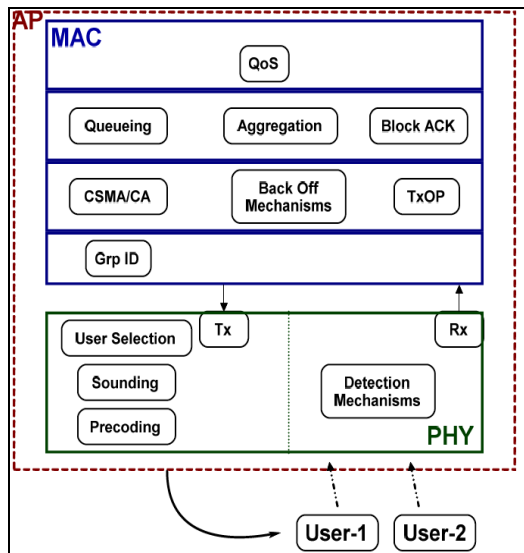 AP
MAC
QoS
Queueing
Aggregation
Block ACK
CSMA/CA
Back Off
Mechanisms
TxOP
Grp ID
Tx
Rx
User Selection
Sounding
Precoding
Detection
Mechanisms
PHY
User-1
User-2